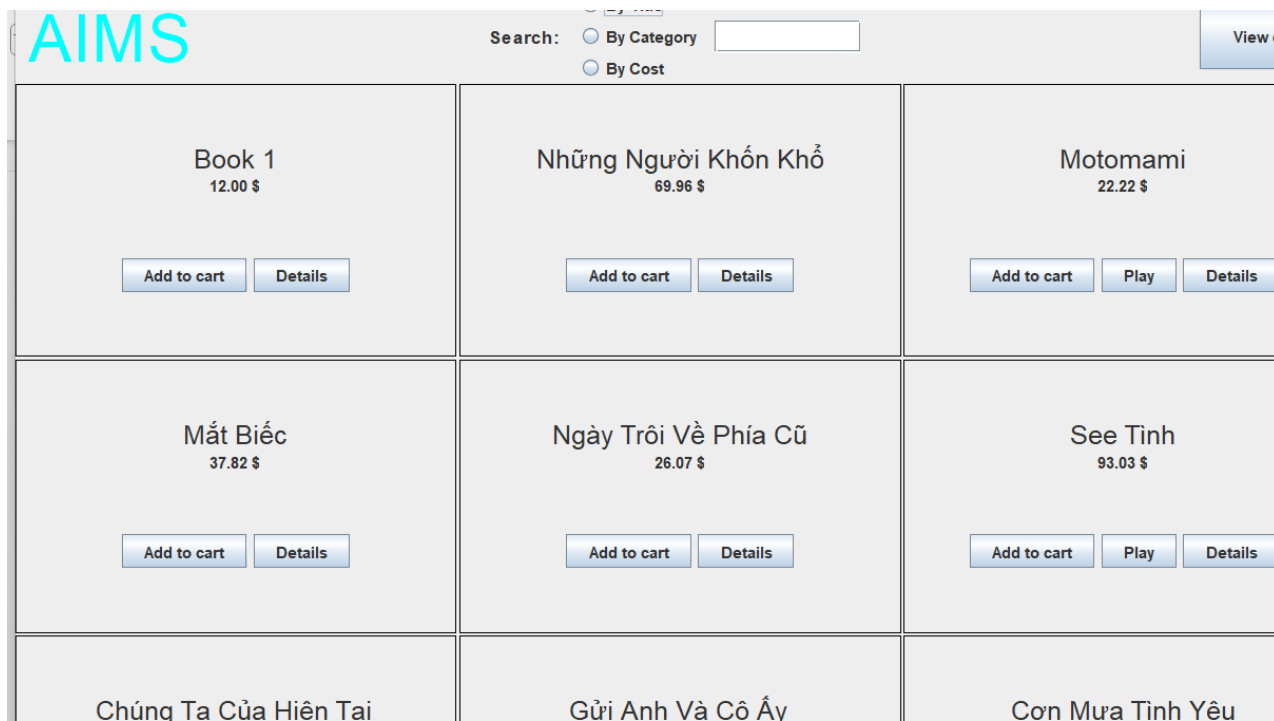 AIMS
By Title
Search:
By Category
By Cost
View
Book 1
12.00 $
Add to cart Details
Những Người Khốn Khổ
69.96 $
Add to cart Details
Motomami
22.22 $
Add to cart Play Details
Mắt Biếc
37.82 $
Add to cart Details
Ngày Trôi Về Phía Cũ
26.07 $
Add to cart Details
See Tình
93.03 $
Add to cart Play Details
Chúng Ta Của Hiện Tại
Gửi Anh Và Cô Ấy
Cơn Mưa Tình Yêu